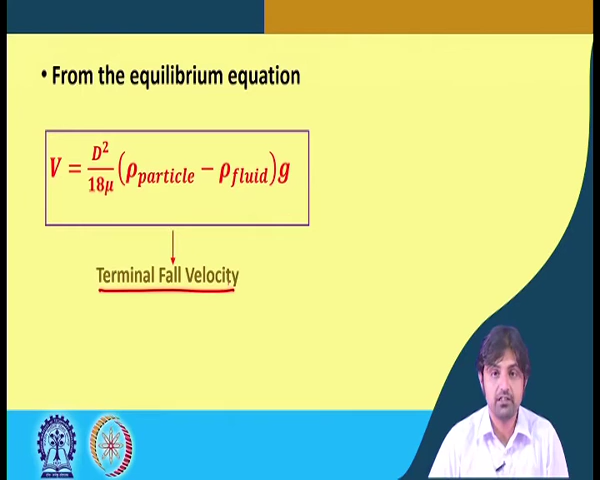 • From the equilibrium equation
V = D²/18μ (ρparticle − ρfluid)g
Terminal Fall Velocity